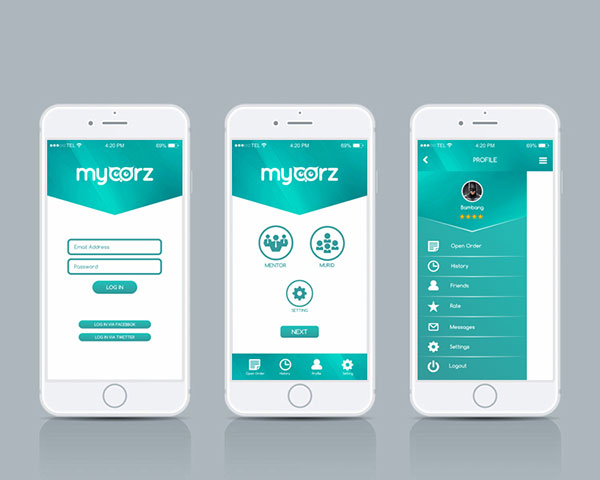 TEL 4:20 PM 69%
mycorz
Email Address
Password
LOG IN
LOG IN VIA FACEBOOK
LOG IN VIA TWITTER
TEL 4:20 PM 69%
mycorz
MENTOR
MURID
SETTING
NEXT
Open Order
History
Profile
Setting
TEL 4:20 PM 69%
PROFILE
Bambang
Open Order
History
Friends
Rate
Messages
Settings
Logout